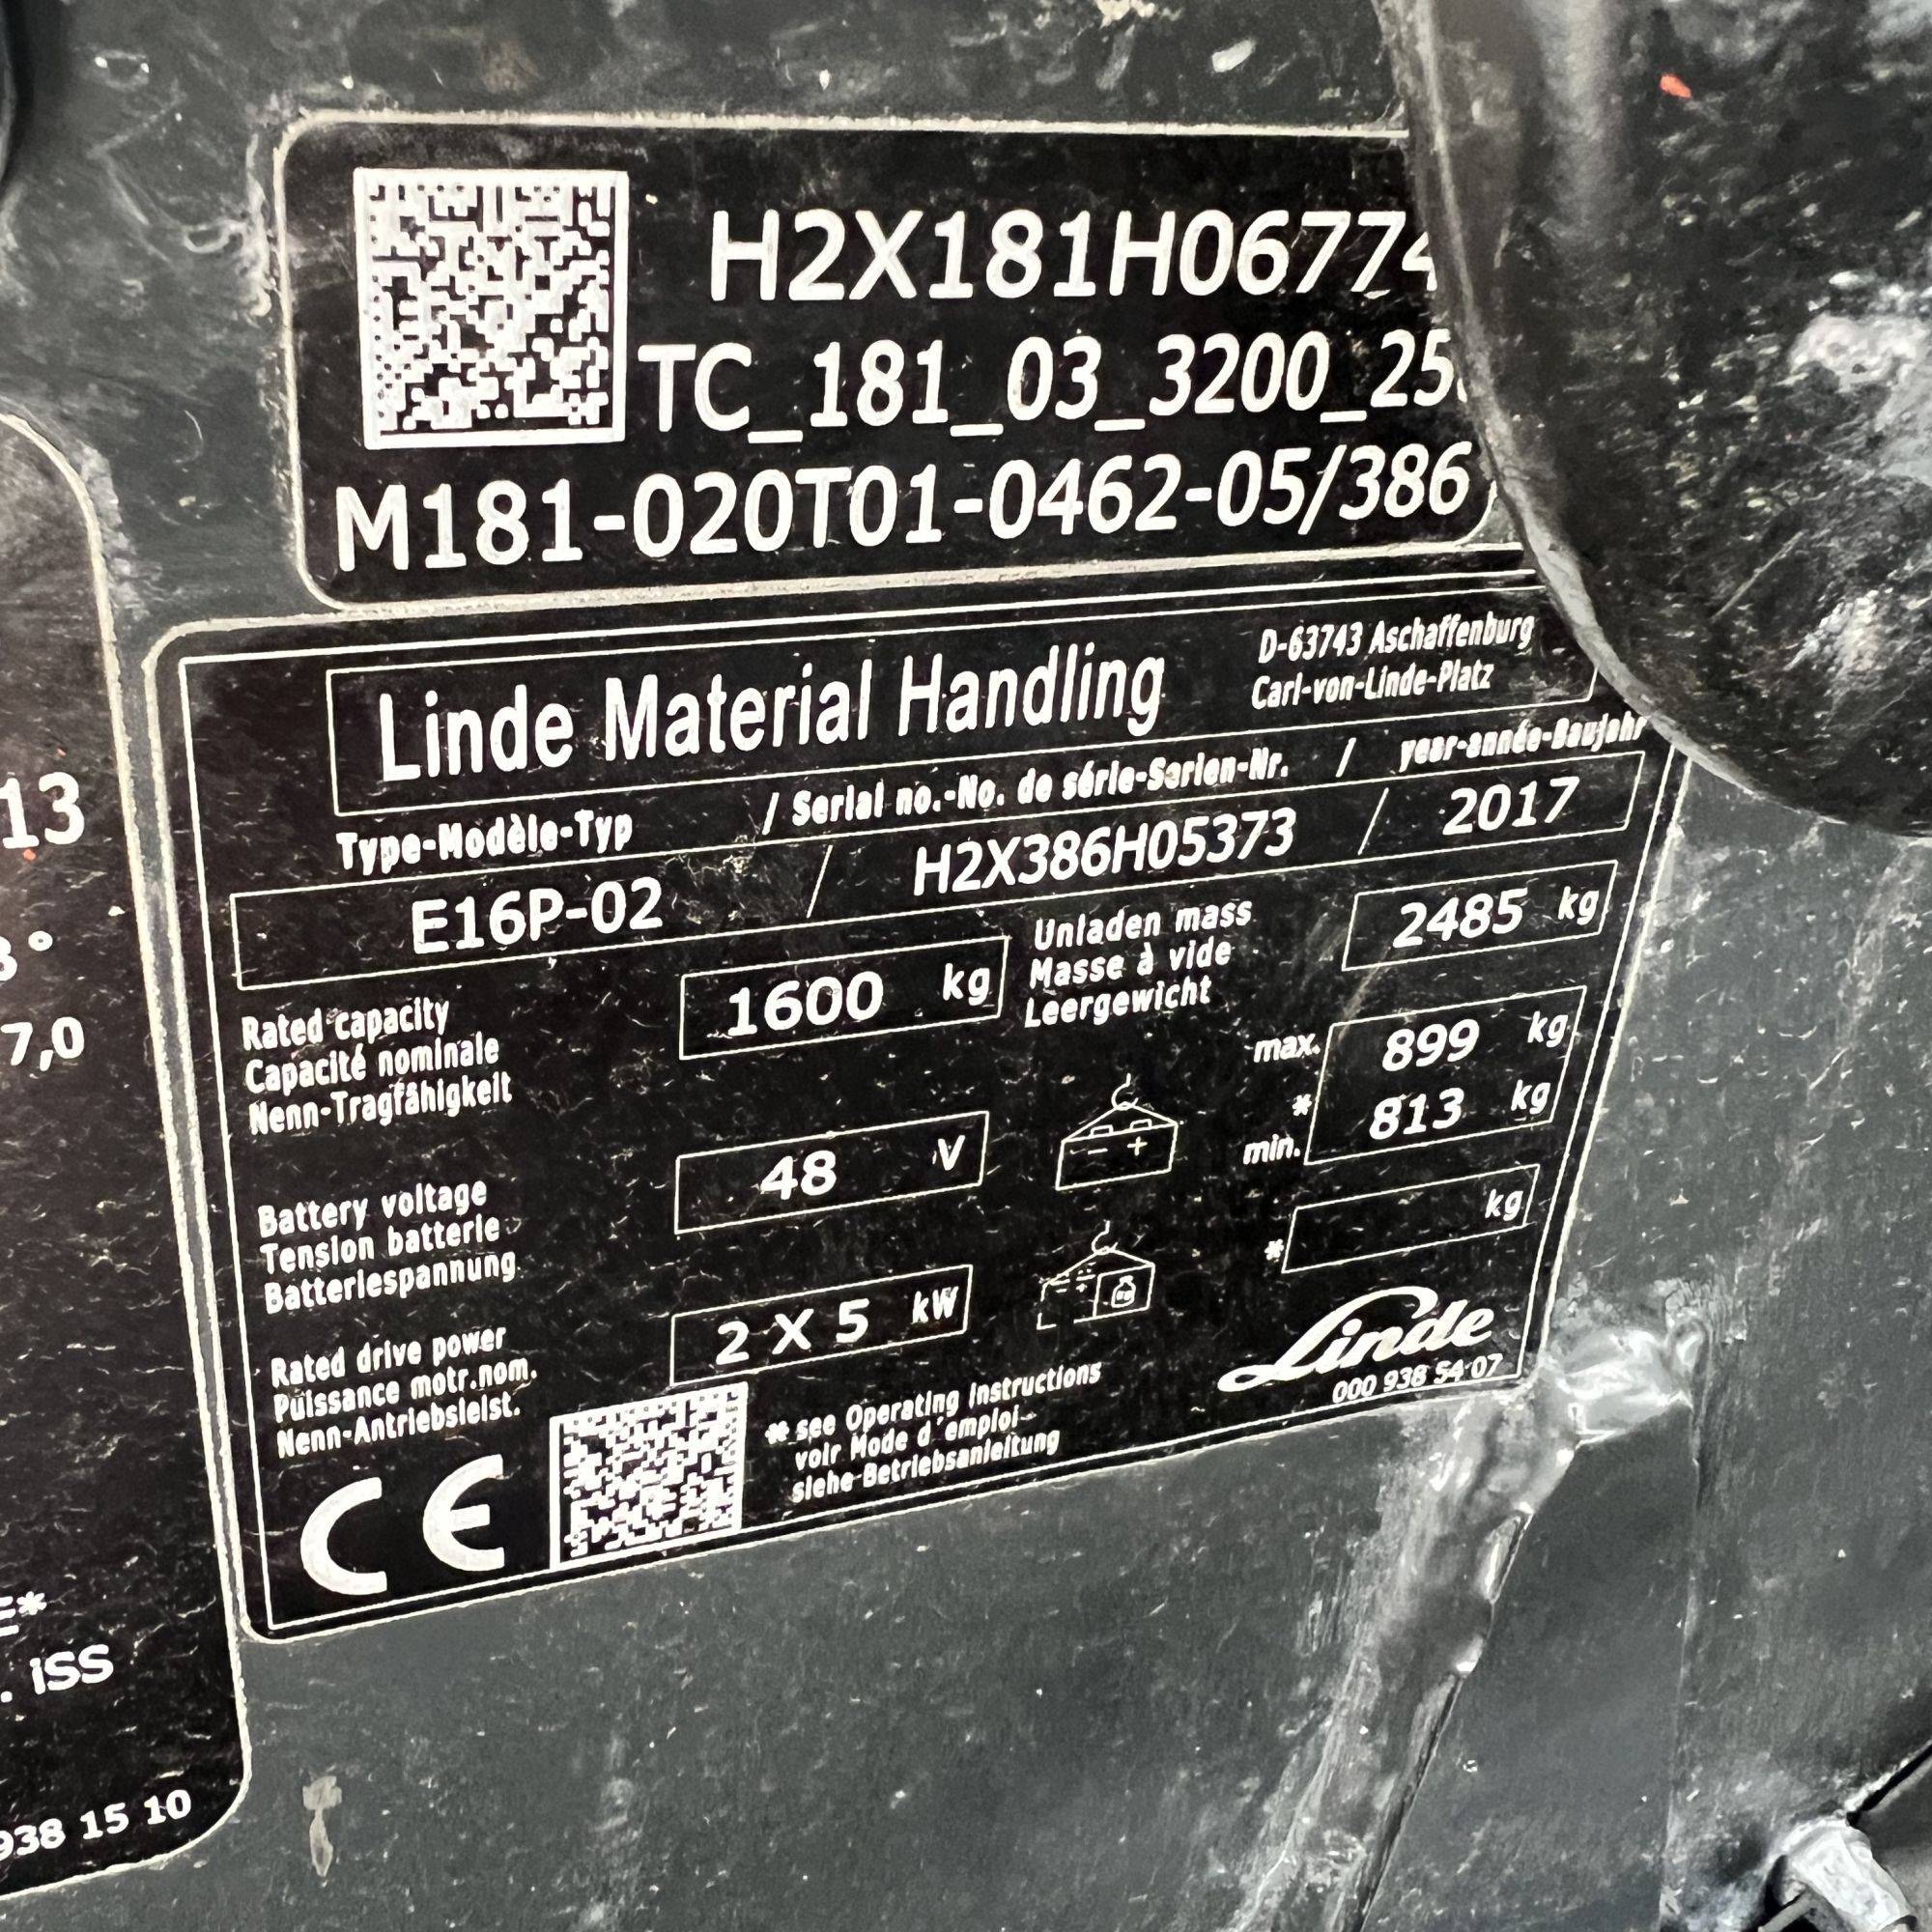 H2X181H06774
TC_181_03_3200_25
M181-020T01-0462-05/386
Linde Material Handling
D-63743 Aschaffenburg
Carl-von-Linde-Platz
Type-Modèle-Typ / Serial no.-No. de série-Serien-Nr. / year-année-Baujahr
E16P-02 / H2X386H05373 / 2017
Rated capacity
Capacité nominale
Nenn-Tragfähigkeit
1600 kg
Unladen mass
Masse à vide
Leergewicht
2485 kg
Battery voltage
Tension batterie
Batteriespannung
48 V
max. 899 kg
*
min. 813 kg
Rated drive power
Puissance motr.nom.
Nenn-Antriebsleist.
2 X 5 kW
* kg
CE
* see Operating instructions
voir Mode d'emploi
siehe Betriebsanleitung
Linde
000 938 54 07
13
°
7,0
E*
. iSS
938 15 10